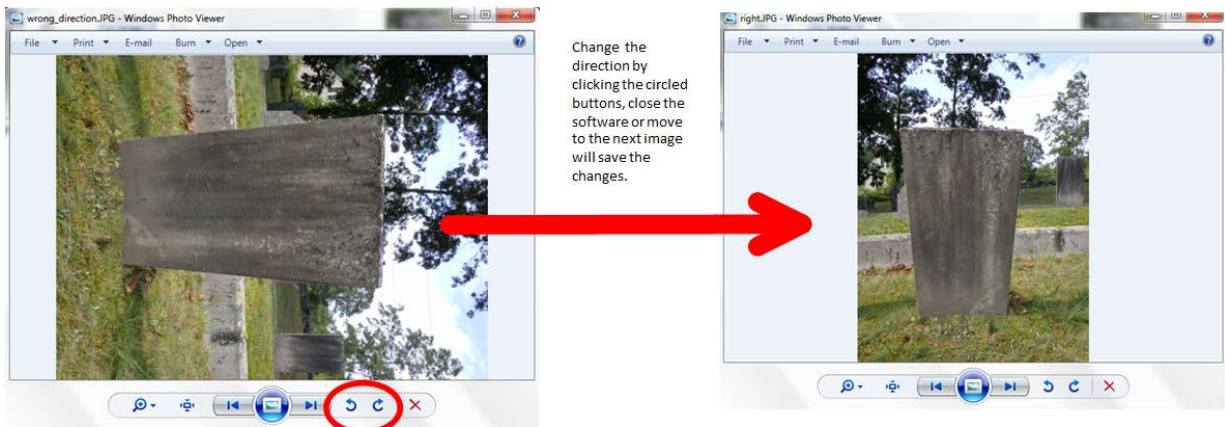 wrong_direction.JPG - Windows Photo Viewer
File Print E-mail Burn Open
Change the
direction by
clicking the circled
buttons, close the
software or move
to the next image
will save the
changes.
right.JPG - Windows Photo Viewer
File Print E-mail Burn Open